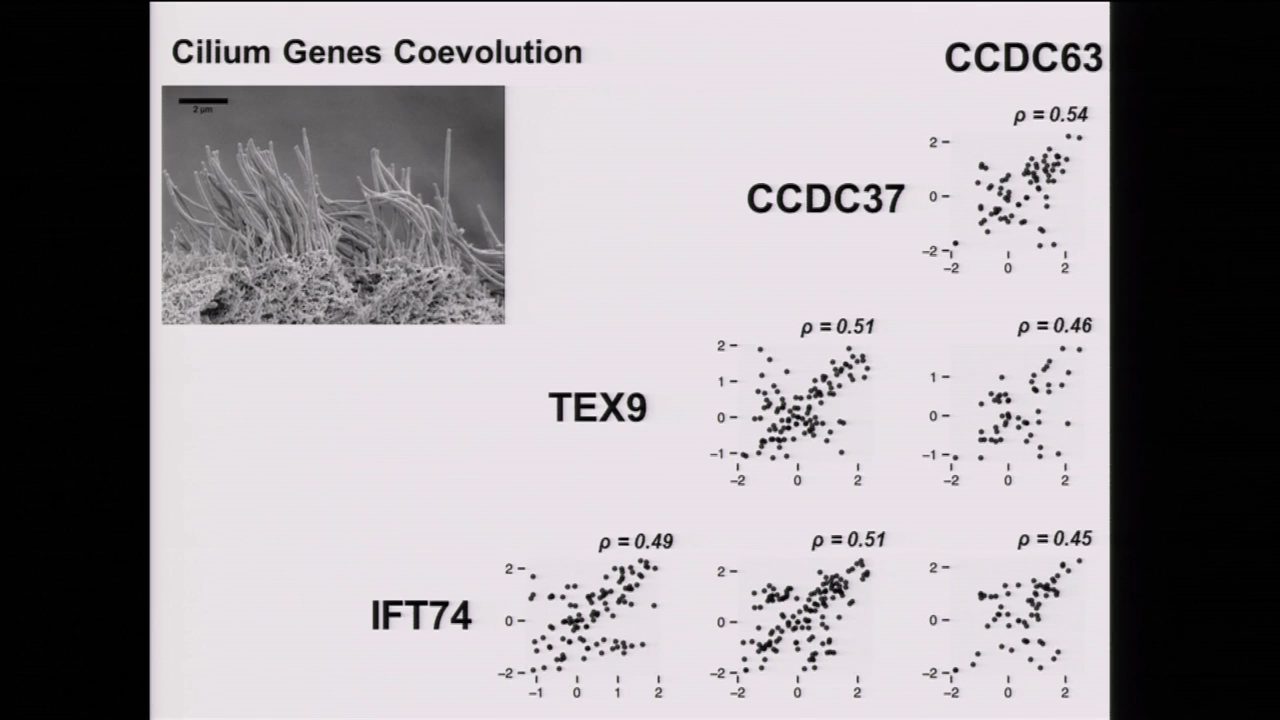 Cilium Genes Coevolution
CCDC63
2 μm
ρ = 0.54
2
0
−2
−2 0 2
CCDC37
ρ = 0.51
2
1
0
−1
−2 0 2
ρ = 0.46
1
0
−1
−2 0 2
TEX9
ρ = 0.49
2
0
−2
−1 0 1 2
ρ = 0.51
2
0
−2
−2 0 2
ρ = 0.45
2
0
−2
−2 0 2
IFT74